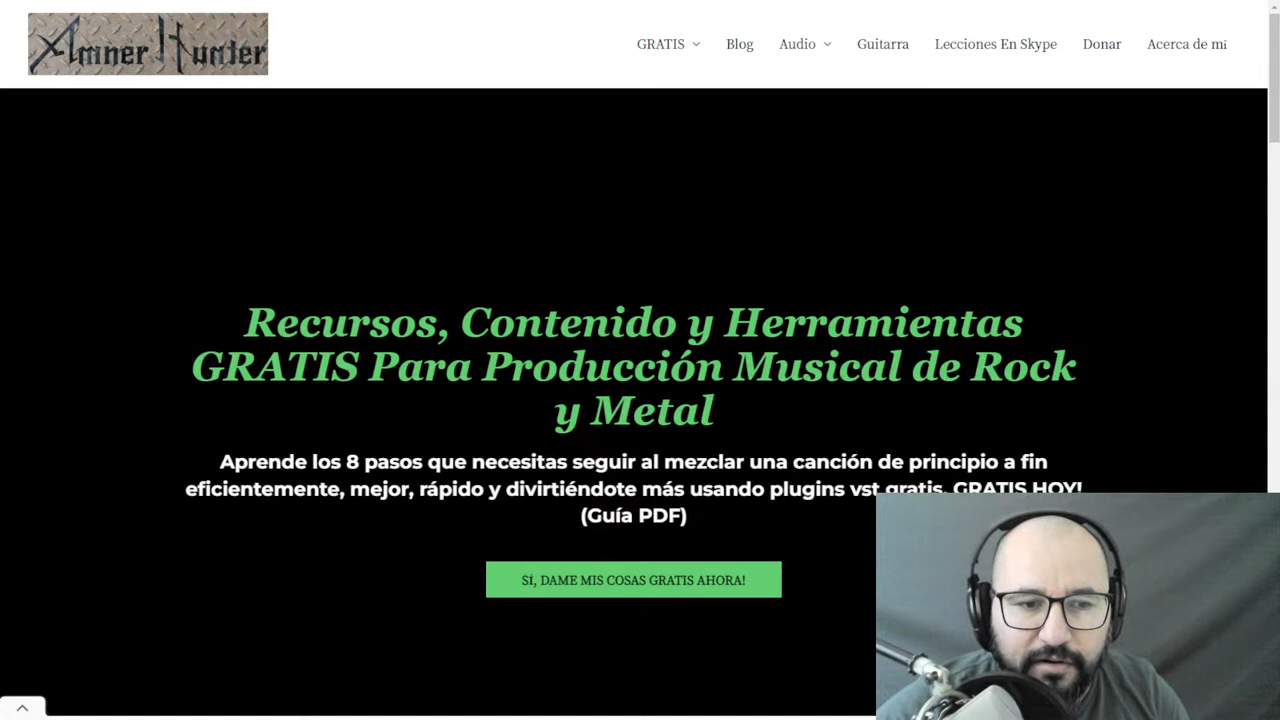 Amner Hunter
GRATIS
Blog
Audio
Guitarra
Lecciones En Skype
Donar
Acerca de mi
Recursos, Contenido y Herramientas
GRATIS Para Producción Musical de Rock
y Metal
Aprende los 8 pasos que necesitas seguir al mezclar una canción de principio a fin
eficientemente, mejor, rápido y divirtiéndote más usando plugins vst gratis. GRATIS HOY!
(Guía PDF)
SÍ, DAME MIS COSAS GRATIS AHORA!